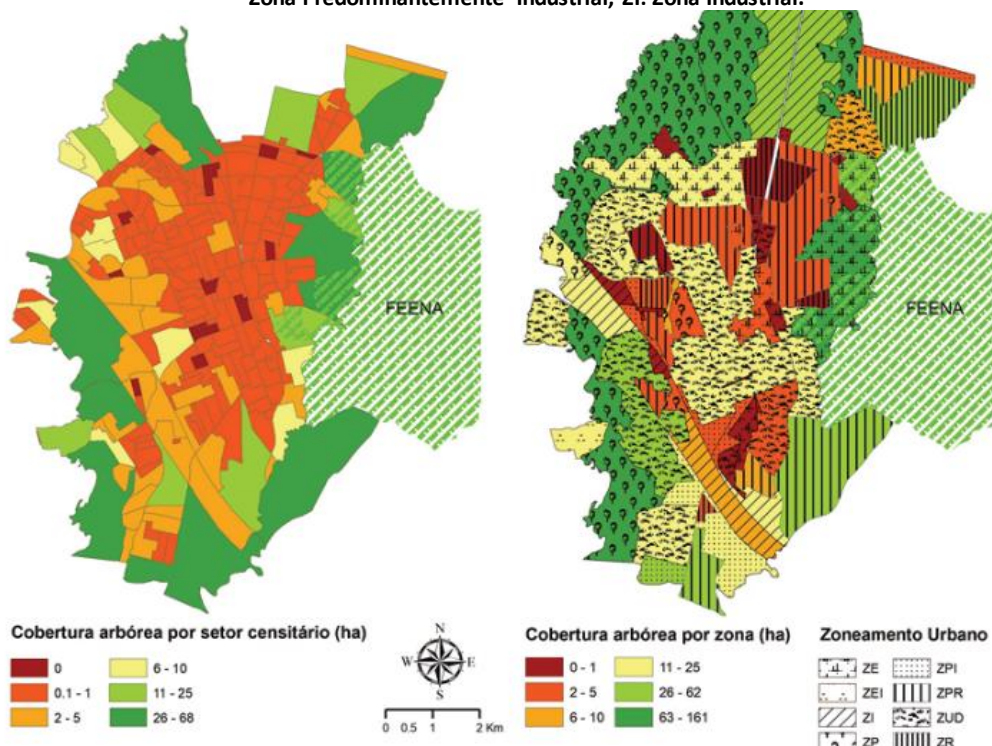 Zona Predominantemente Industrial; ZI: Zona Industrial.
FEENA
FEENA
Cobertura arbórea por setor censitário (ha)
0
0.1 - 1
2 - 5
6 - 10
11 - 25
26 - 68
N
W E
S
0 0.5 1 2 Km
Cobertura arbórea por zona (ha)
0 - 1
2 - 5
6 - 10
11 - 25
26 - 62
63 - 161
Zoneamento Urbano
ZE
ZEI
ZI
ZP
ZPI
ZPR
ZUD
ZR